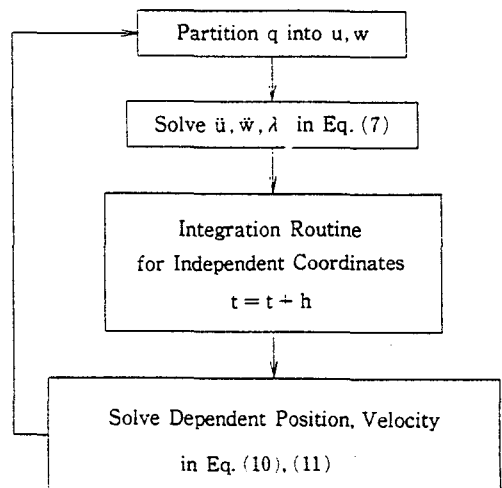 Partition q into u, w
Solve ü, ẅ, λ in Eq. (7)
Integration Routine
for Independent Coordinates
t = t + h
Solve Dependent Position, Velocity
in Eq. (10), (11)